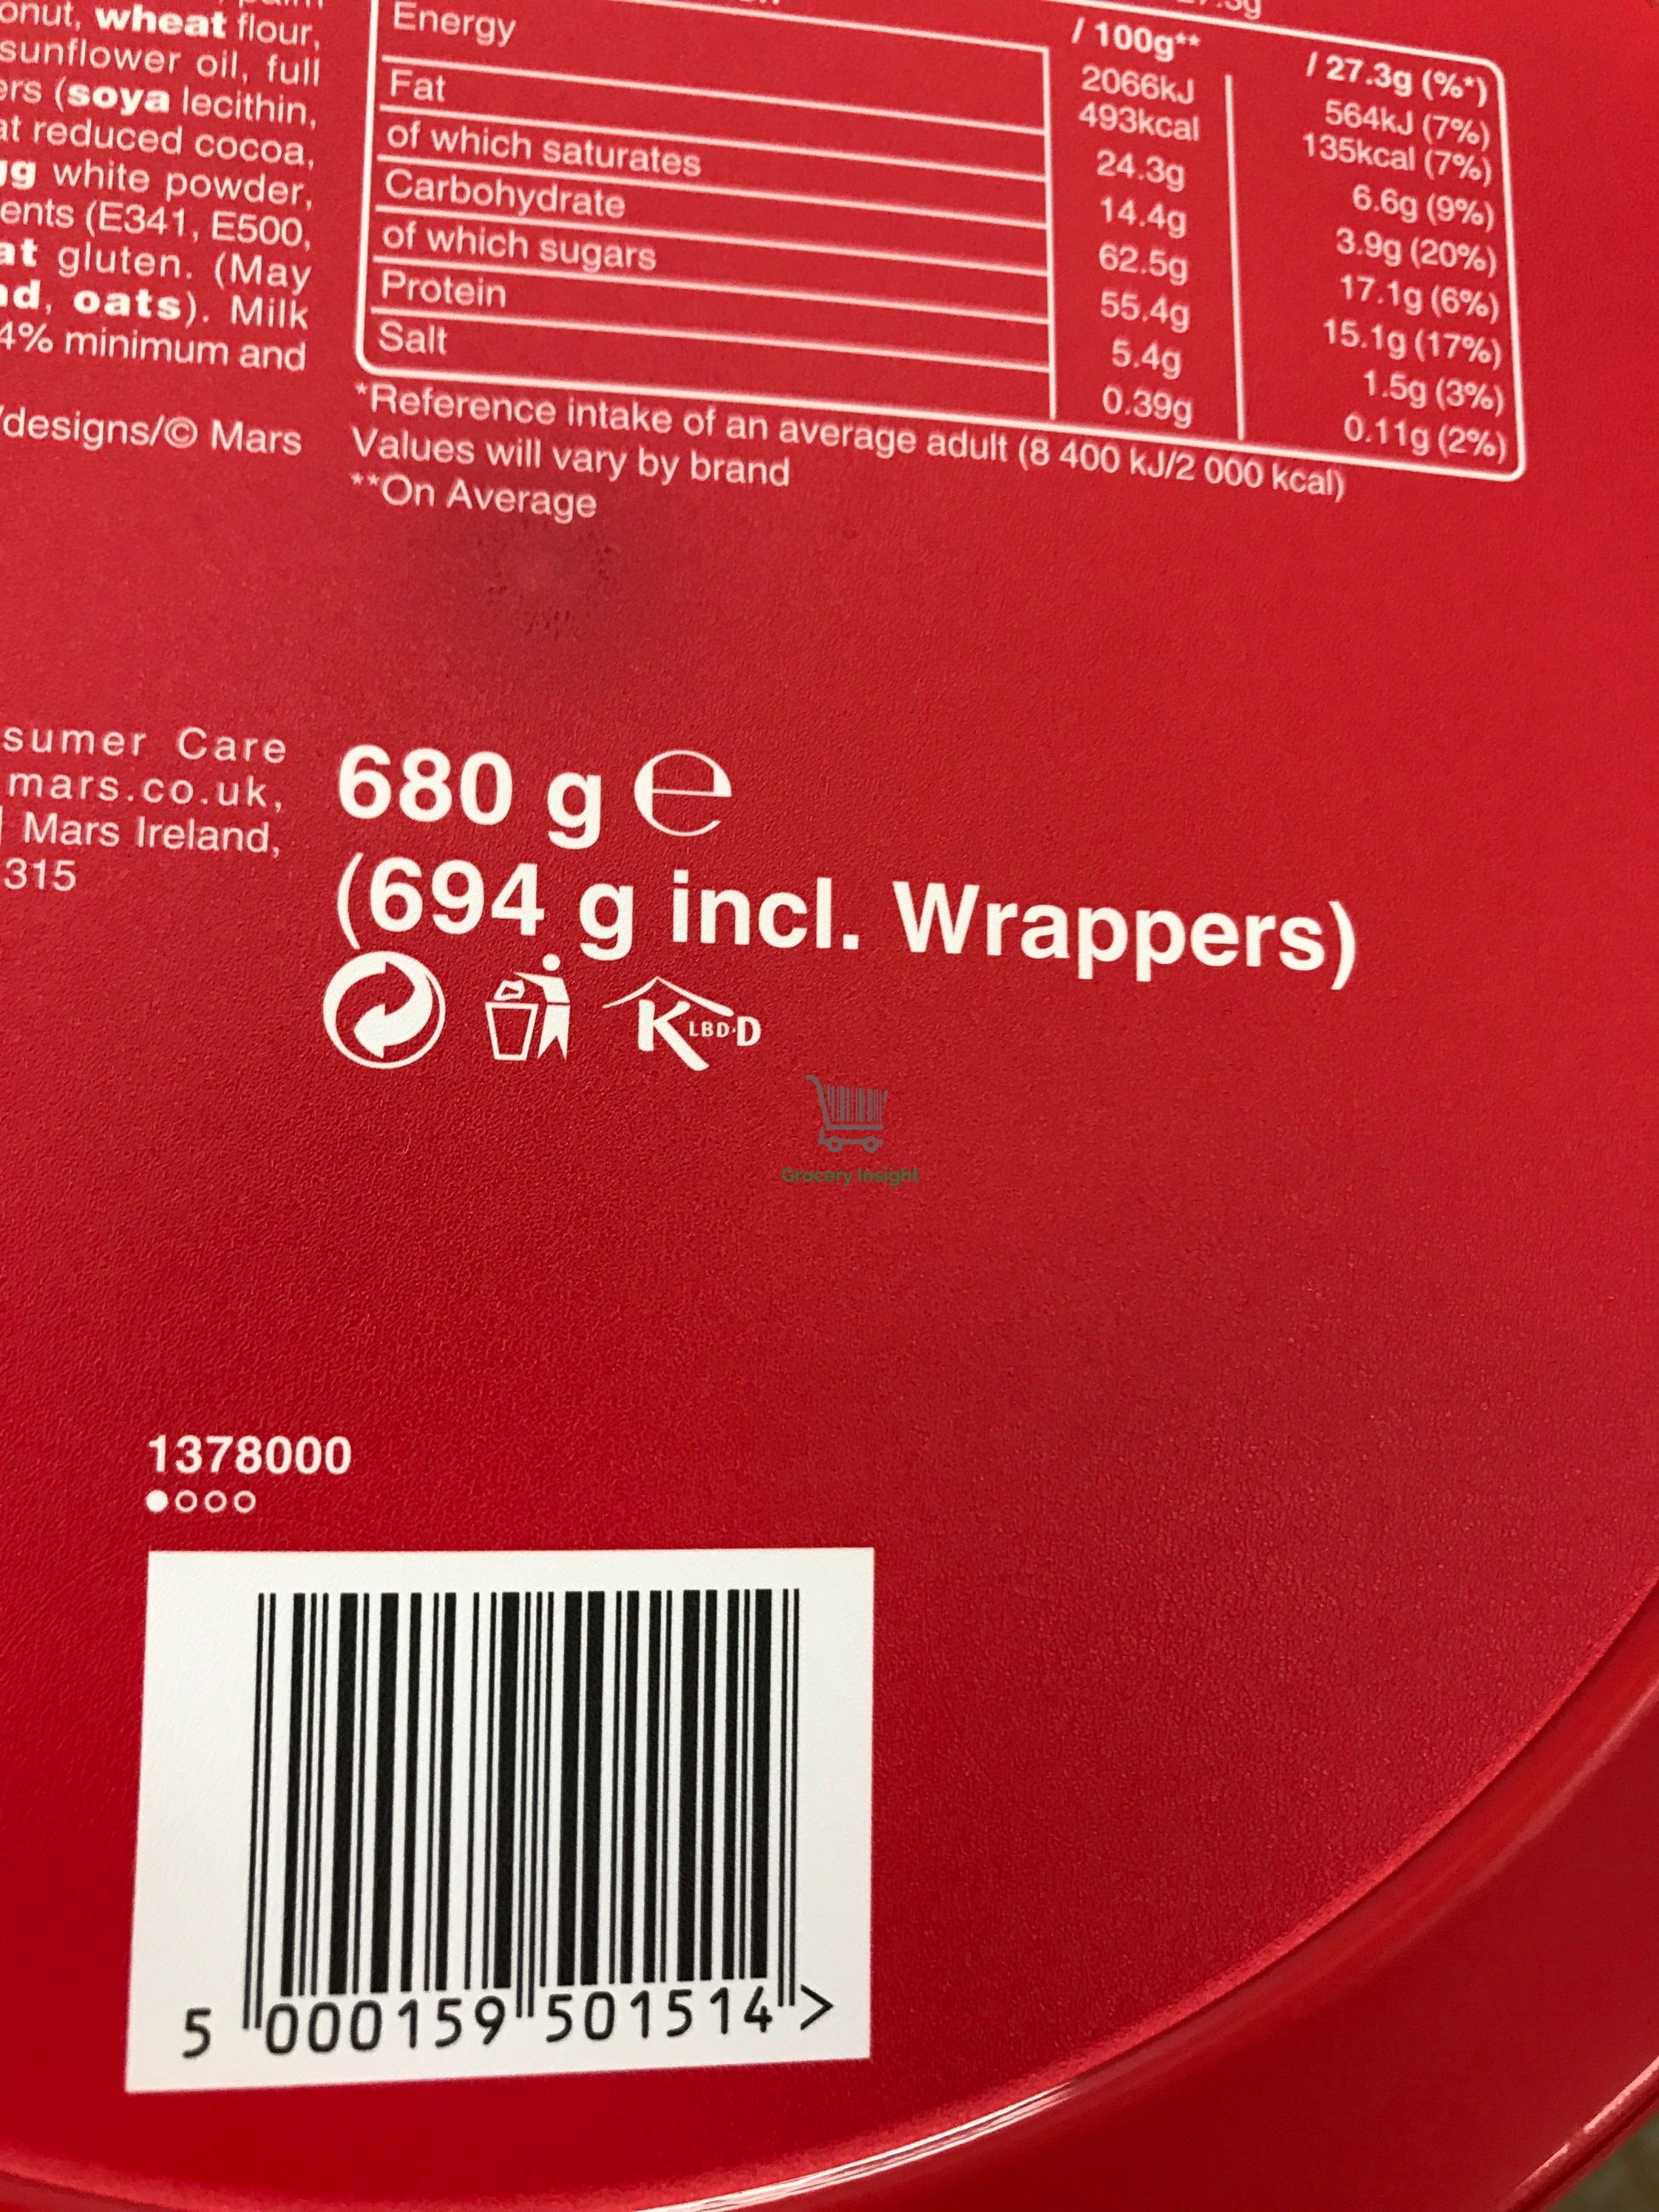 onut, wheat flour,
sunflower oil, full
ers (soya lecithin,
at reduced cocoa,
gg white powder,
ents (E341, E500,
at gluten. (May
nd, oats). Milk
4% minimum and
/designs/© Mars
/ 100g** / 27.3g (%*)
Energy 2066kJ 564kJ (7%)
493kcal 135kcal (7%)
Fat 24.3g 6.6g (9%)
of which saturates 14.4g 3.9g (20%)
Carbohydrate 62.5g 17.1g (6%)
of which sugars 55.4g 15.1g (17%)
Protein 5.4g 1.5g (3%)
Salt 0.39g 0.11g (2%)
*Reference intake of an average adult (8 400 kJ/2 000 kcal)
Values will vary by brand
**On Average
sumer Care
mars.co.uk,
Mars Ireland,
315
680 g e
(694 g incl. Wrappers)
K LBD·D
Grocery Insight
1378000
5 000159 501514 >